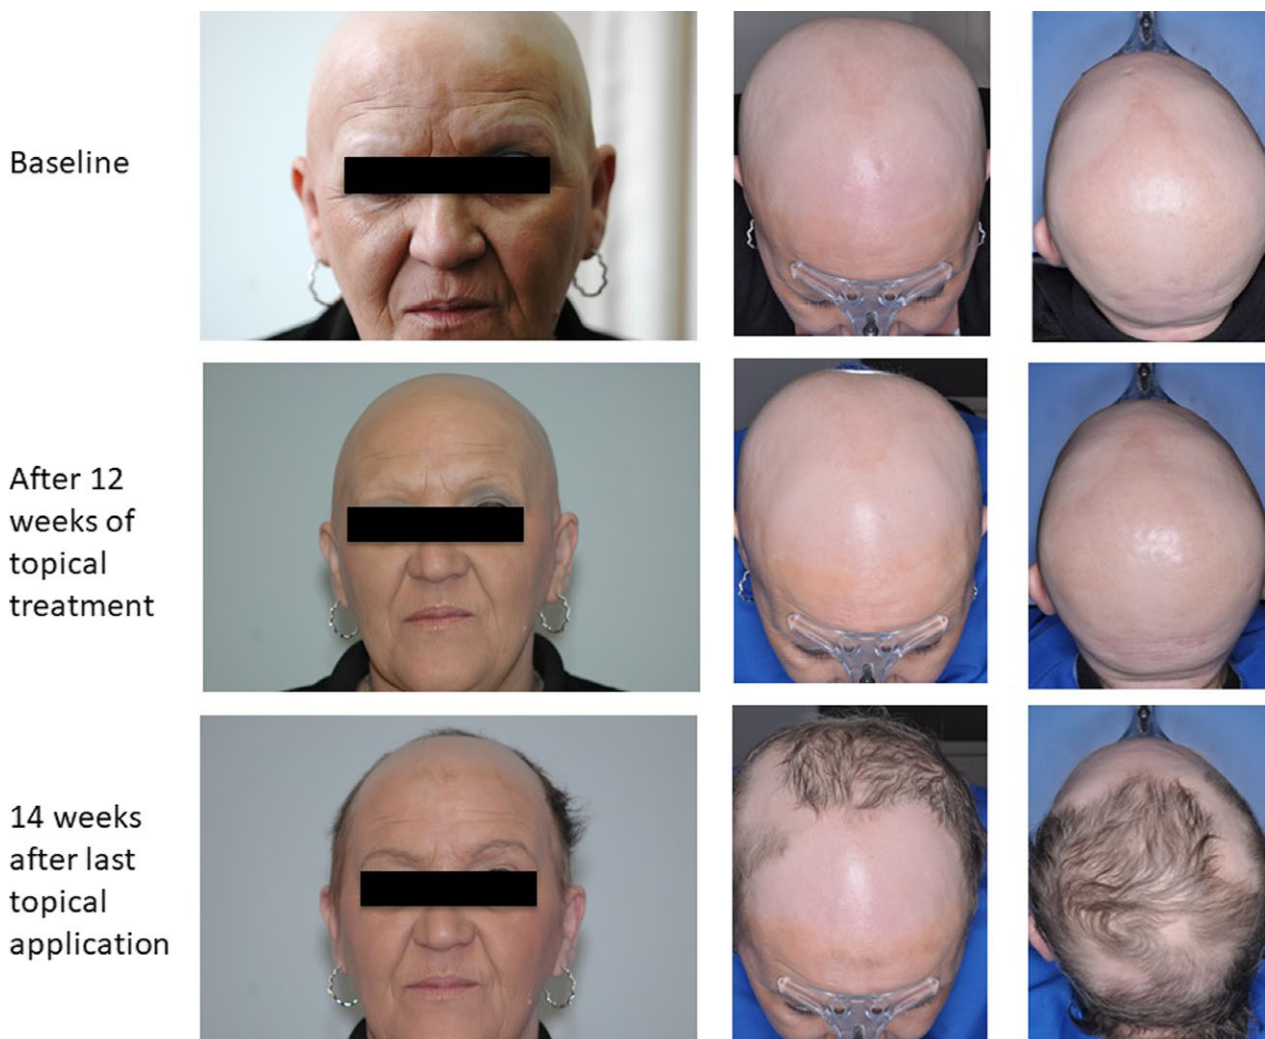 Baseline
After 12
weeks of
topical
treatment
14 weeks
after last
topical
application